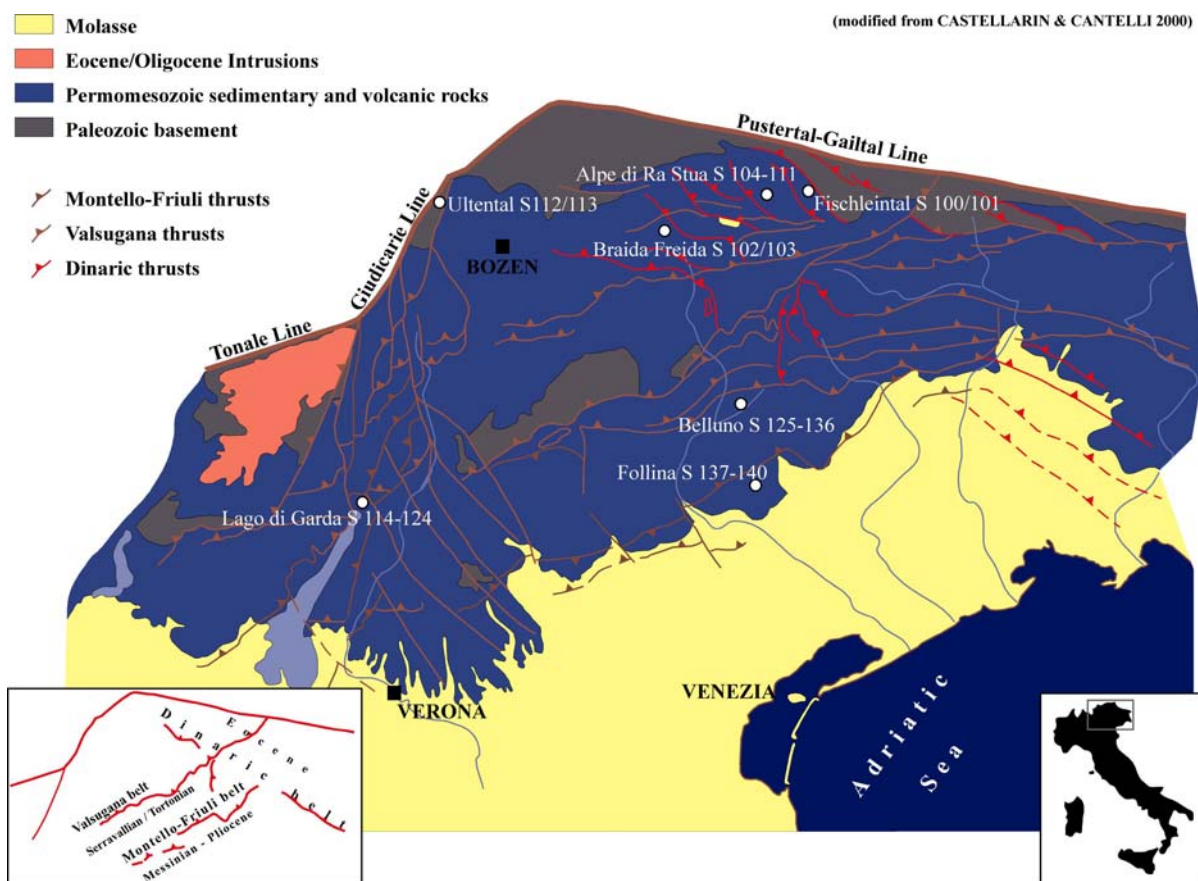 Molasse
(modified from CASTELLARIN & CANTELLI 2000)
Eocene/Oligocene Intrusions
Permomesozoic sedimentary and volcanic rocks
Paleozoic basement
Montello-Friuli thrusts
Valsugana thrusts
Dinaric thrusts
Pustertal-Gailtal Line
Alpe di Ra Stua S 104-111
Fischleintal S 100/101
Ultental S112/113
Braida Freida S 102/103
BOZEN
Giudicarie Line
Tonale Line
Belluno S 125-136
Follina S 137-140
Lago di Garda S 114-124
VENEZIA
VERONA
Adriatic
Sea
Dinaric
Eocene
belt
Valsugana belt
Serravallian / Tortonian
Montello-Friuli belt
Messinian - Pliocene